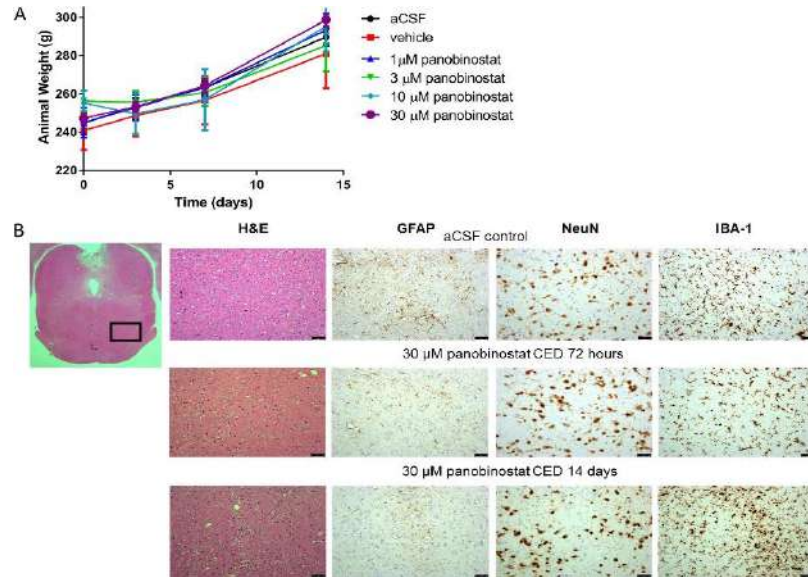 A
Animal Weight (g)
300
280
260
240
220
0
5
10
15
Time (days)
aCSF
vehicle
1μM panobinostat
3 μM panobinostat
10 μM panobinostat
30 μM panobinostat
B
H&E
GFAP
NeuN
IBA-1
aCSF control
30 μM panobinostat CED 72 hours
30 μM panobinostat CED 14 days